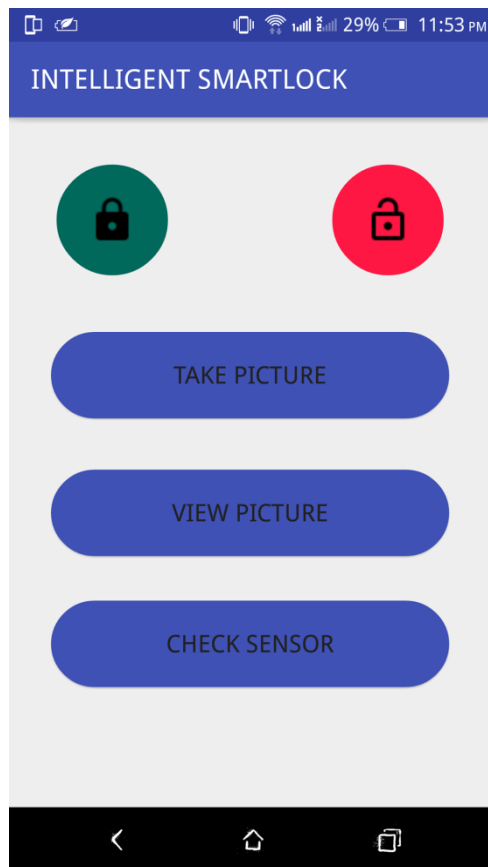 29% 11:53 PM
INTELLIGENT SMARTLOCK
TAKE PICTURE
VIEW PICTURE
CHECK SENSOR